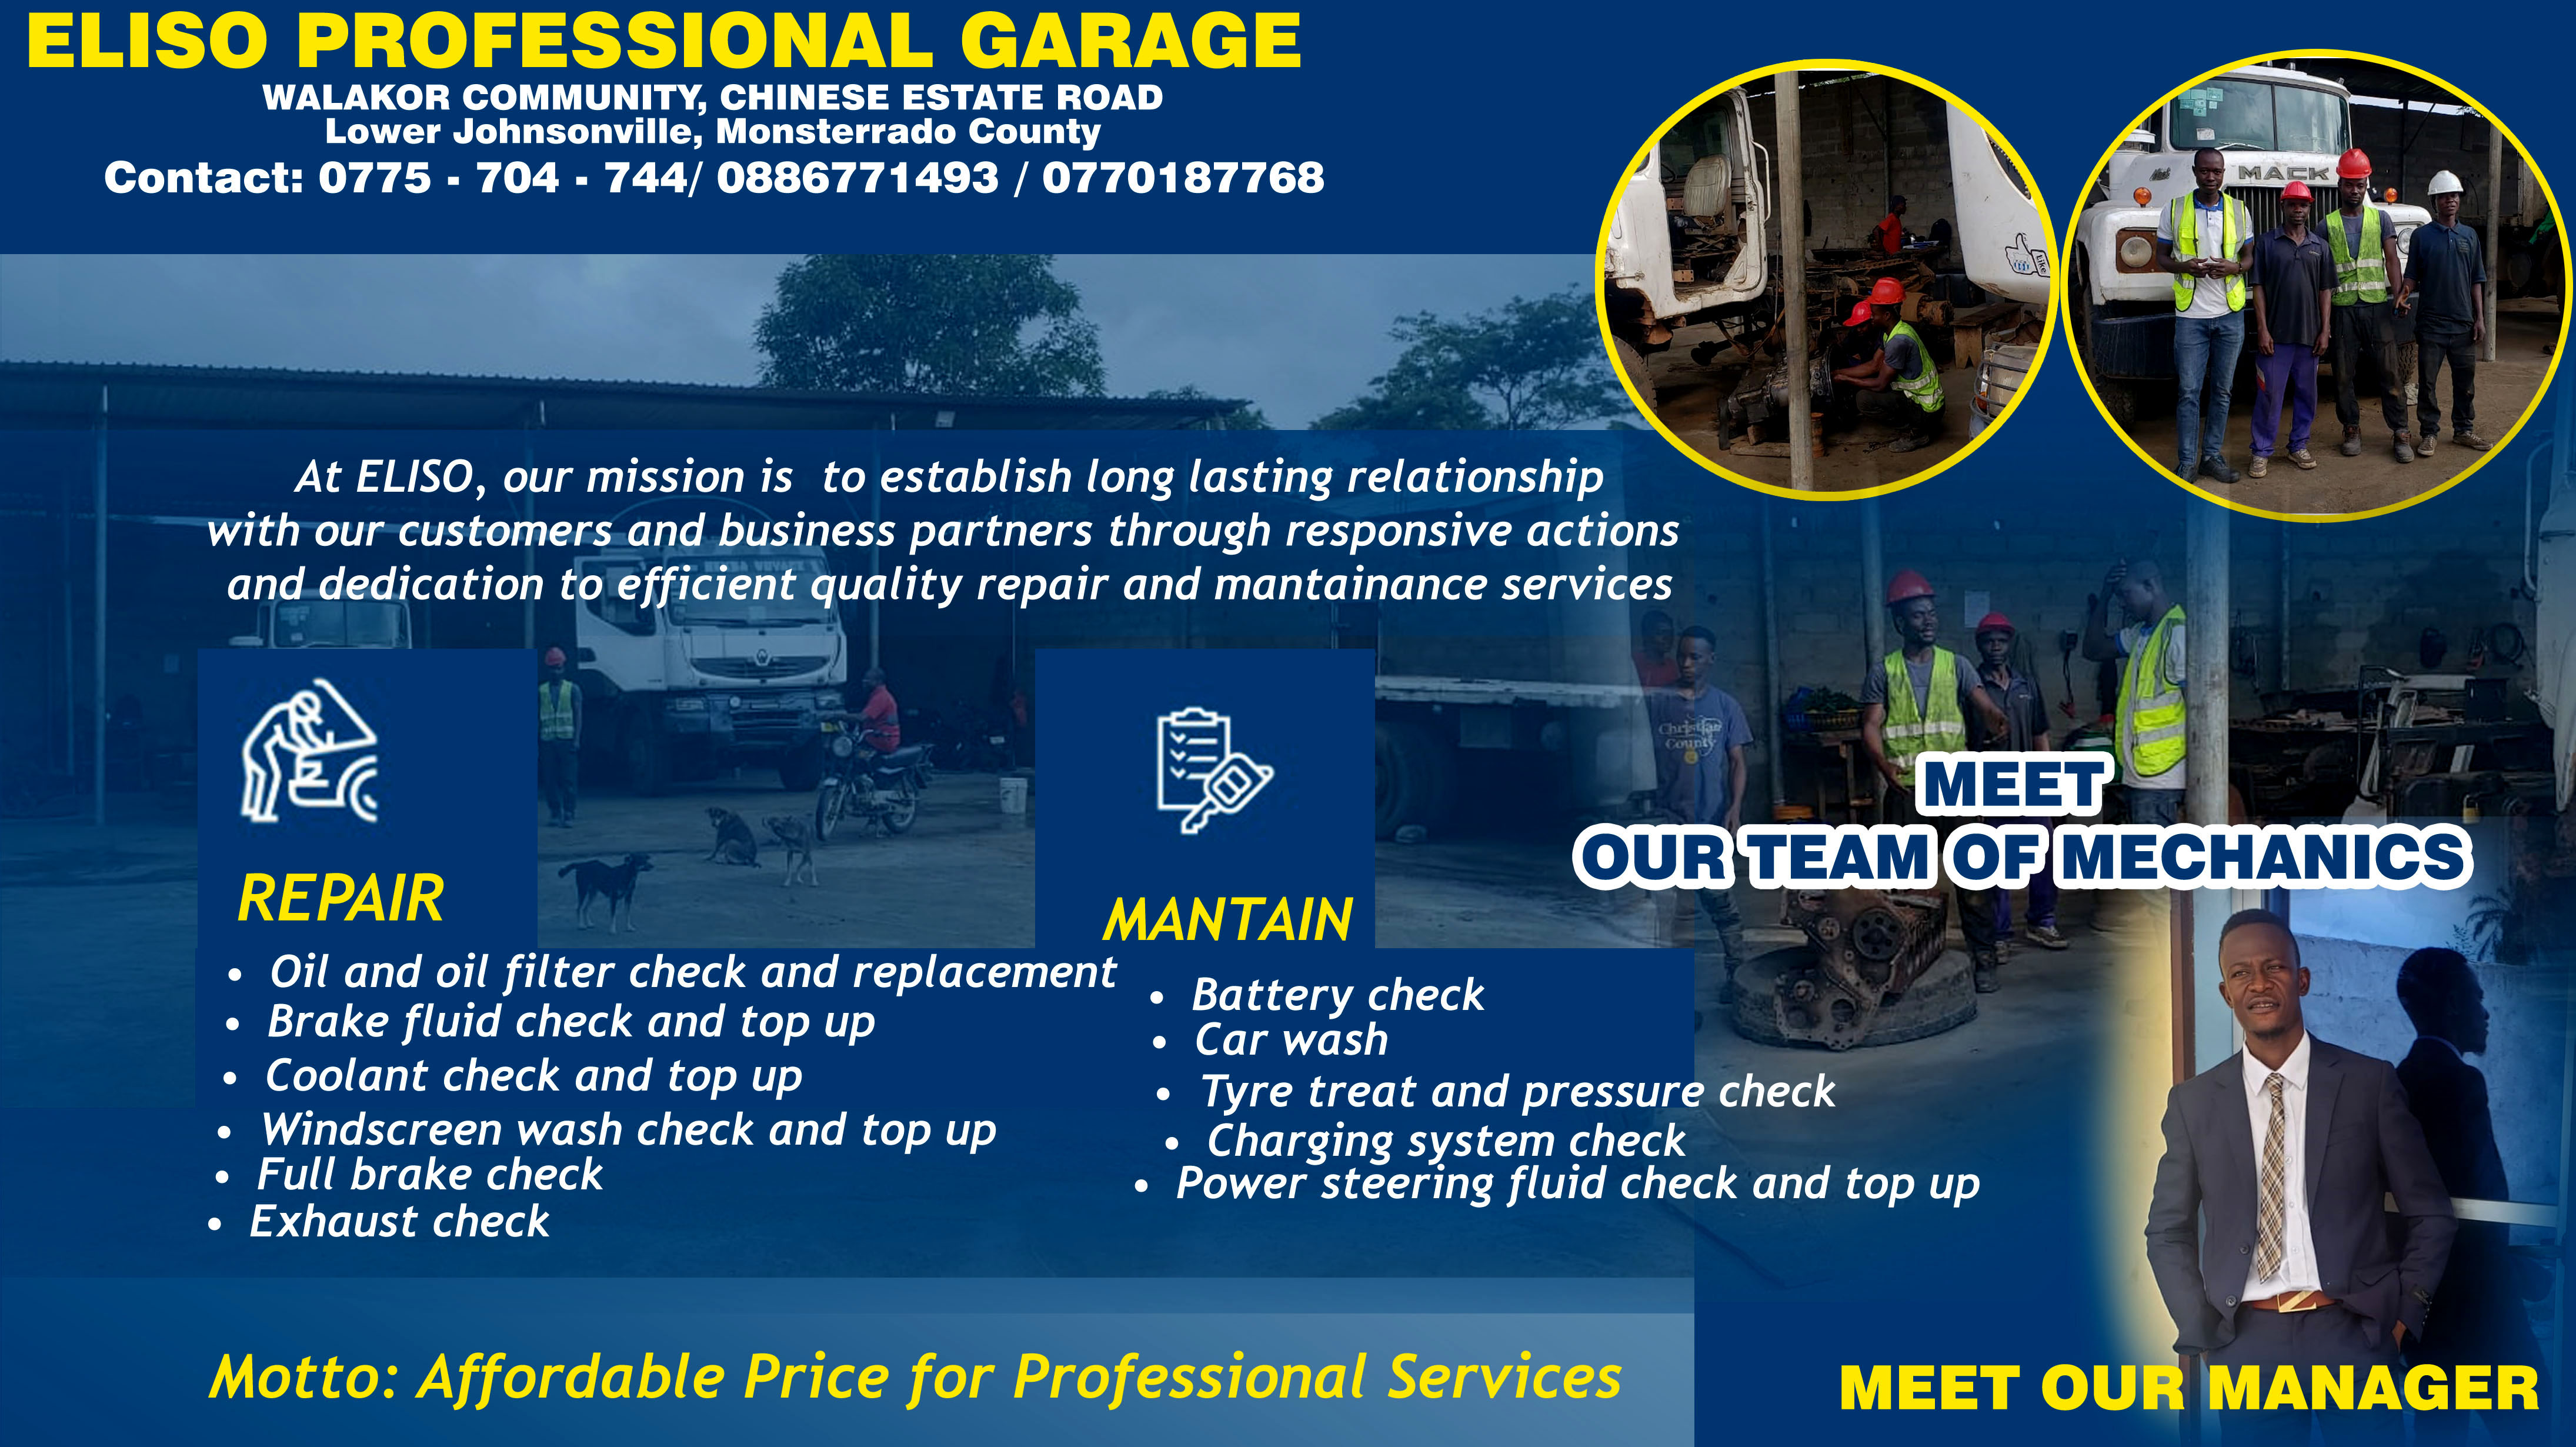 ELISO PROFESSIONAL GARAGE
WALAKOR COMMUNITY, CHINESE ESTATE ROAD
Lower Johnsonville, Monsterrado County
Contact: 0775 - 704 - 744/ 0886771493 / 0770187768
MACK
Like
At ELISO, our mission is to establish long lasting relationship
with our customers and business partners through responsive actions
and dedication to efficient quality repair and mantainance services
Christian
County
MEET
OUR TEAM OF MECHANICS
REPAIR
• Oil and oil filter check and replacement
• Brake fluid check and top up
• Coolant check and top up
• Windscreen wash check and top up
• Full brake check
• Exhaust check
MANTAIN
• Battery check
• Car wash
• Tyre treat and pressure check
• Charging system check
• Power steering fluid check and top up
Motto: Affordable Price for Professional Services
MEET OUR MANAGER